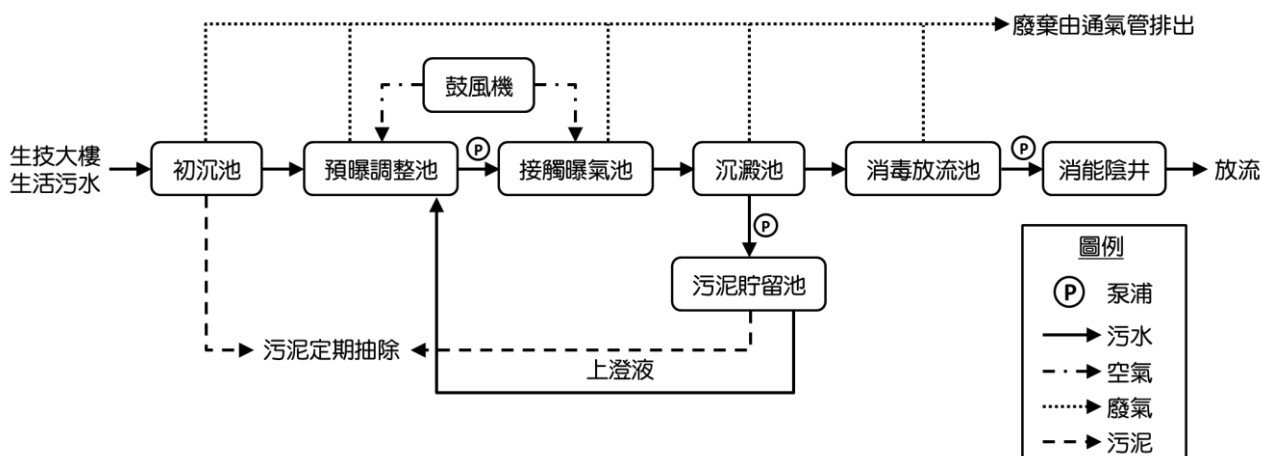 廢棄由通氣管排出
鼓風機
生技大樓
生活污水
初沉池
預曝調整池
P
接觸曝氣池
沉澱池
消毒放流池
P
消能陰井
放流
P
污泥貯留池
污泥定期抽除
上澄液
圖例
P 泵浦
污水
空氣
廢氣
污泥